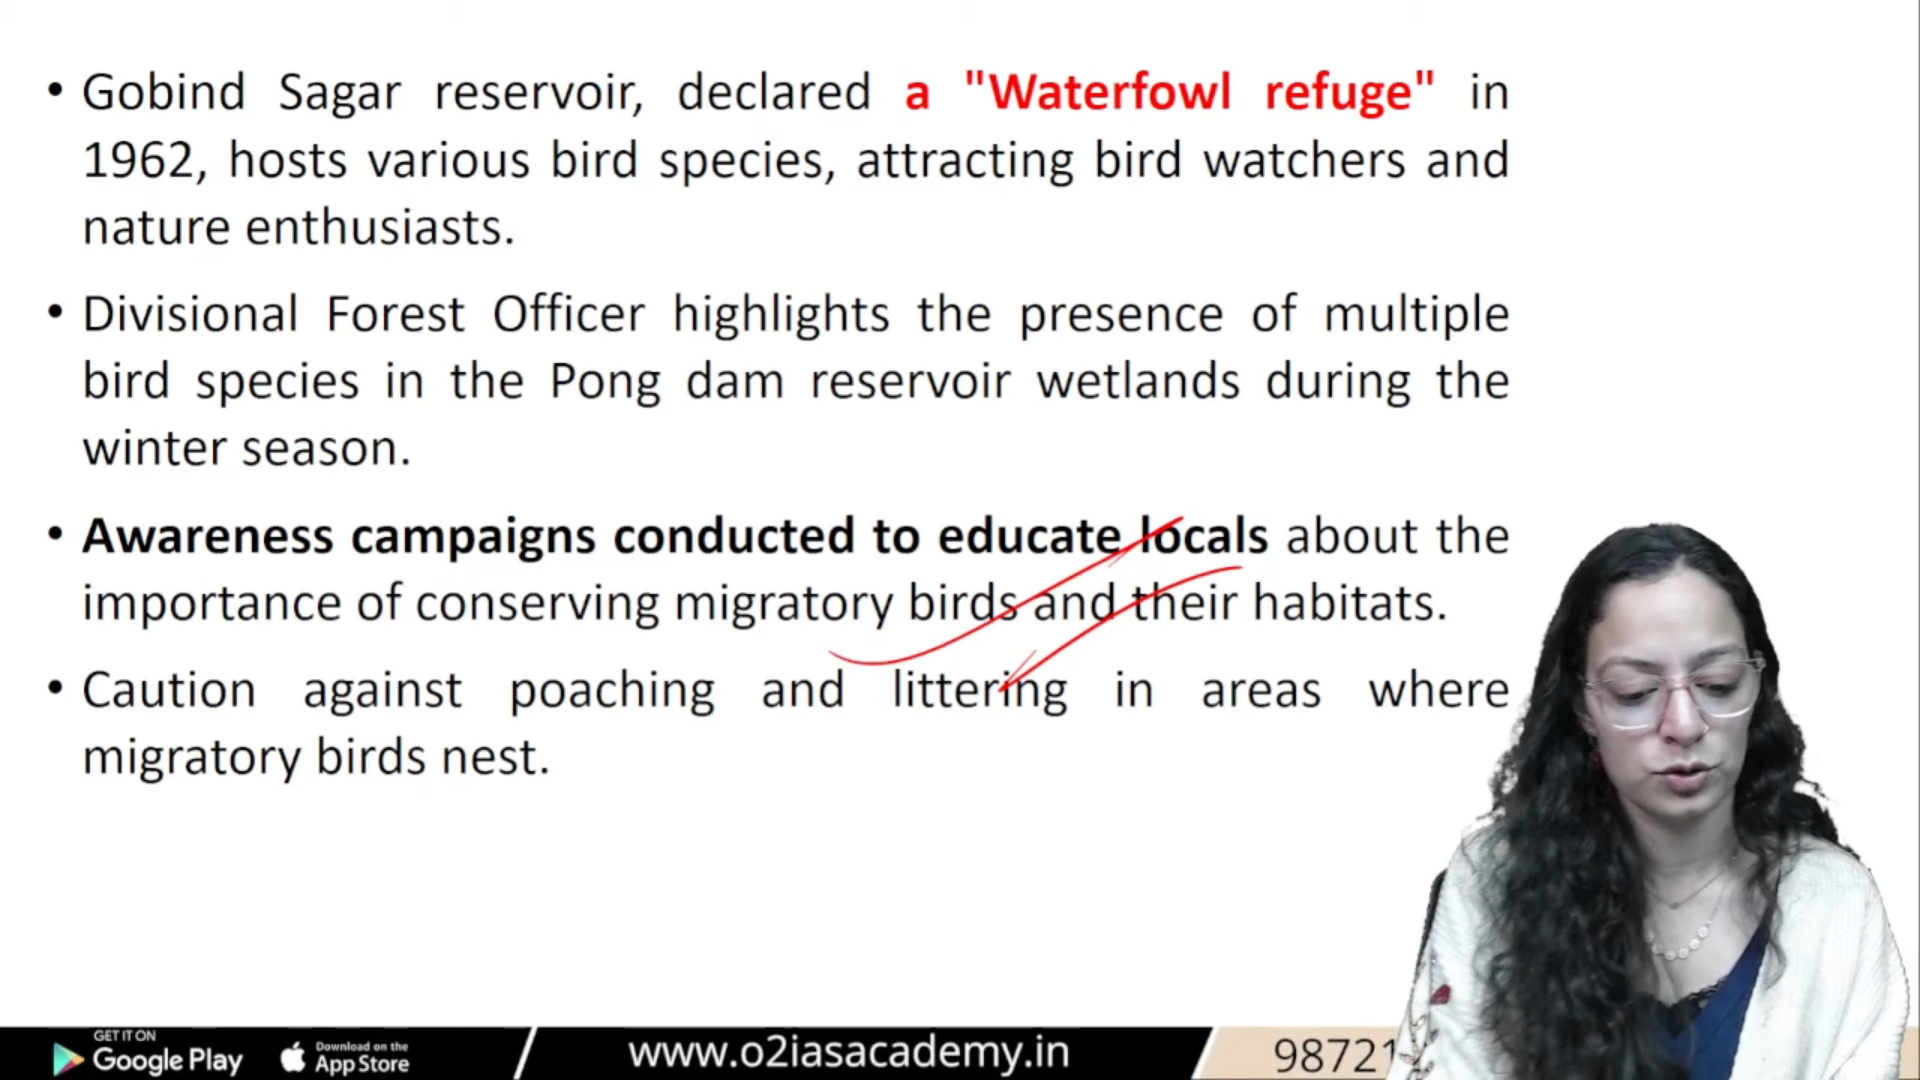 • Gobind Sagar reservoir, declared a "Waterfowl refuge" in
1962, hosts various bird species, attracting bird watchers and
nature enthusiasts.
• Divisional Forest Officer highlights the presence of multiple
bird species in the Pong dam reservoir wetlands during the
winter season.
• Awareness campaigns conducted to educate locals about the
importance of conserving migratory birds and their habitats.
• Caution against poaching and littering in areas where
migratory birds nest.
GET IT ON
Google Play
Download on the
App Store
www.o2iasacademy.in
98721